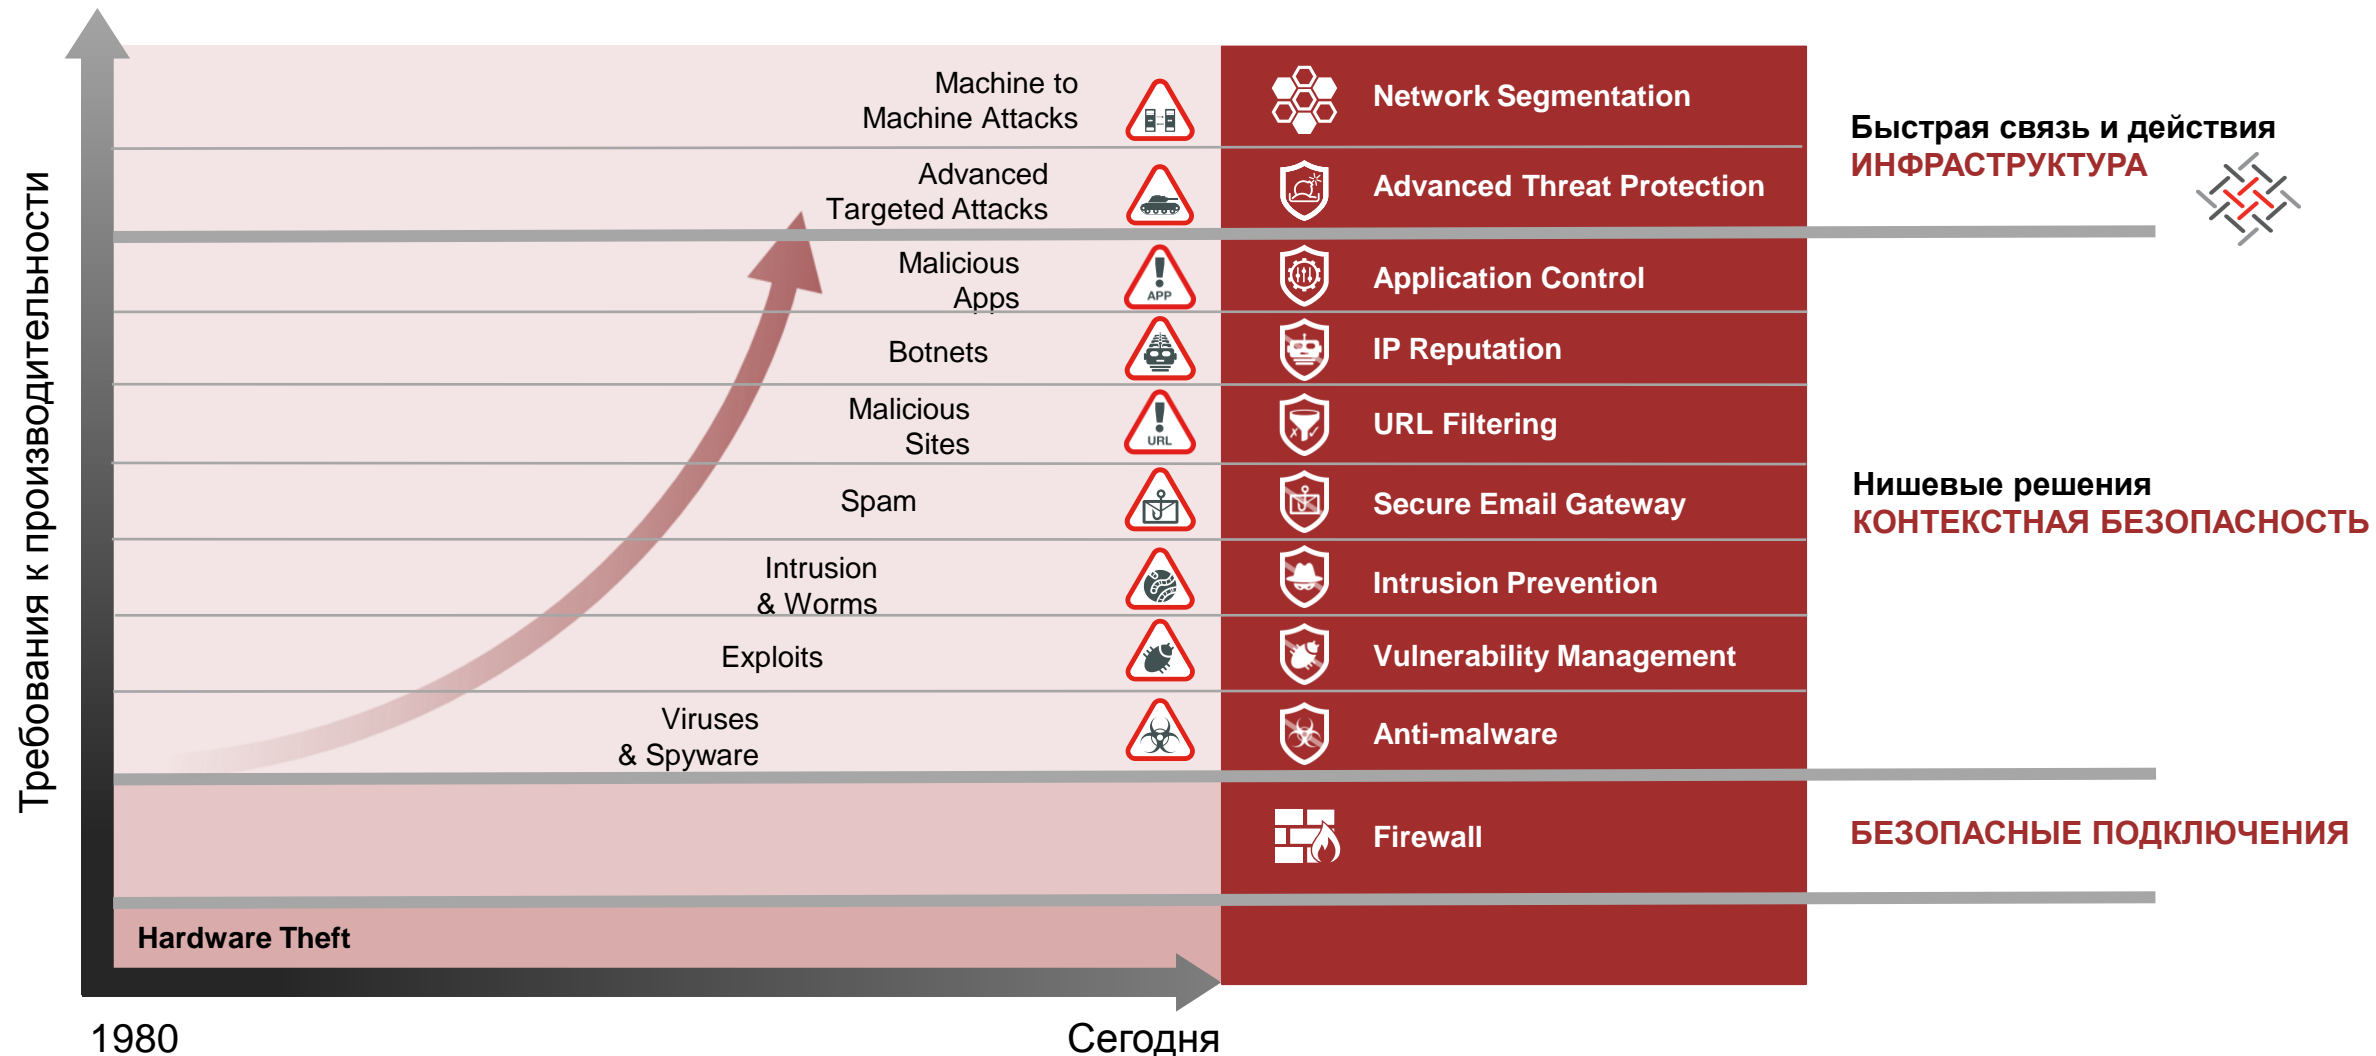 Требования к производительности
Machine to
Machine Attacks
Network Segmentation
Быстрая связь и действия
ИНФРАСТРУКТУРА
Advanced
Targeted Attacks
Advanced Threat Protection
Malicious
Apps
APP
Application Control
Botnets
IP Reputation
Malicious
Sites
URL
URL Filtering
Spam
Secure Email Gateway
Нишевые решения
КОНТЕКСТНАЯ БЕЗОПАСНОСТЬ
Intrusion
& Worms
Intrusion Prevention
Exploits
Vulnerability Management
Viruses
& Spyware
Anti-malware
Firewall
БЕЗОПАСНЫЕ ПОДКЛЮЧЕНИЯ
Hardware Theft
1980
Сегодня